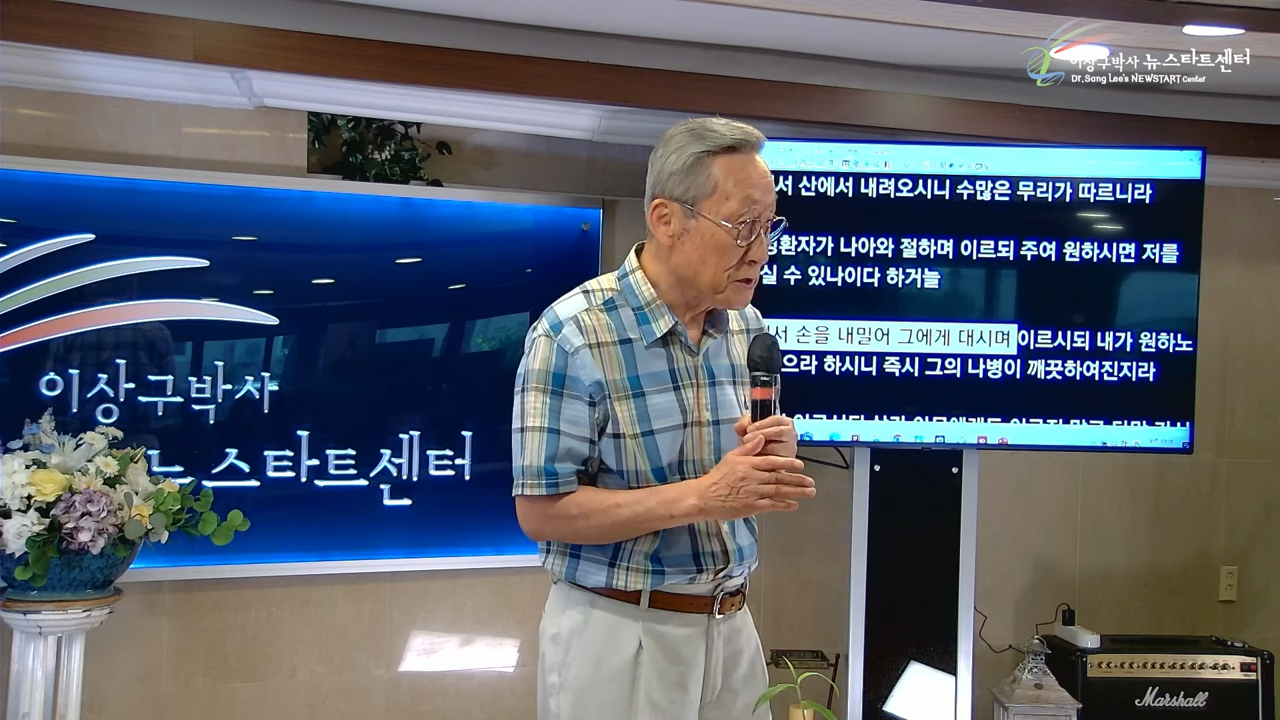 이상구박사 뉴스타트센터
Dr. Sang Lee's NEWSTART Center
이상구박사
뉴스타트센터
서 산에서 내려오시니 수많은 무리가 따르니라
환자가 나아와 절하며 이르되 주여 원하시면 저를
실 수 있나이다 하거늘
서 손을 내밀어 그에게 대시며 이르시되 내가 원하노
으라 하시니 즉시 그의 나병이 깨끗하여진지라
Marshall